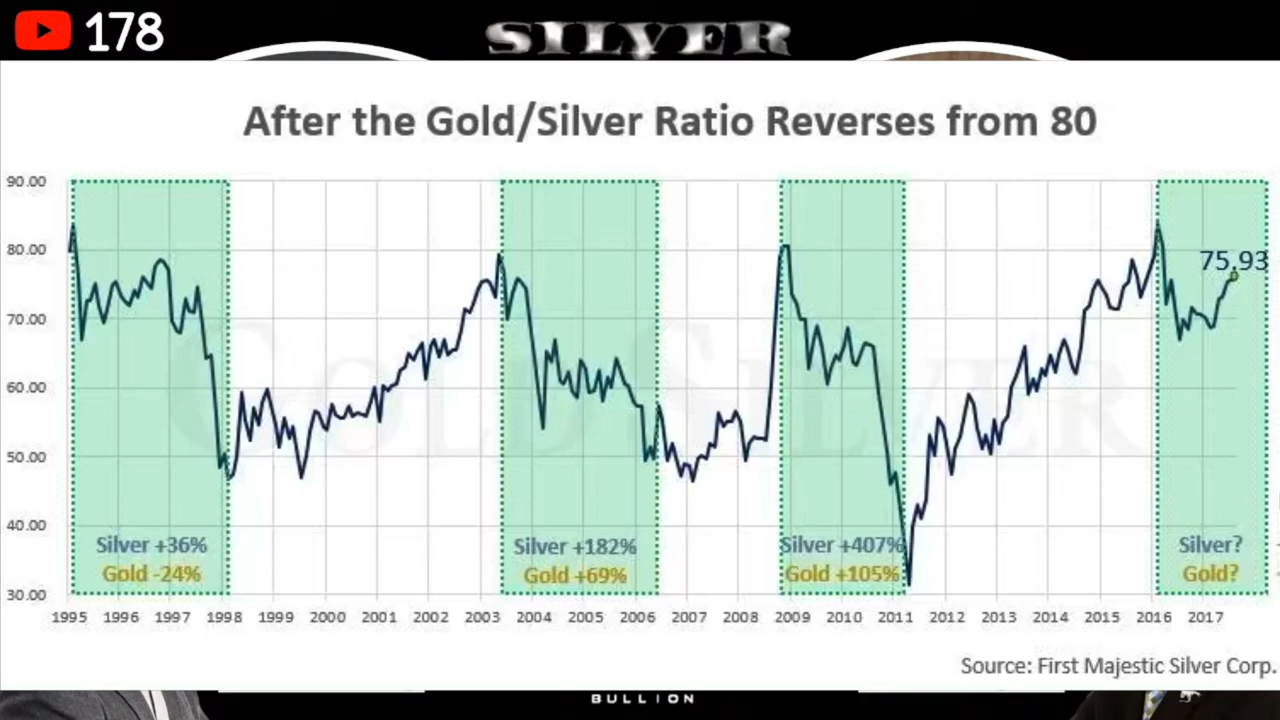 178
SILVER
After the Gold/Silver Ratio Reverses from 80
90.00
80.00
70.00
60.00
50.00
40.00
30.00
75.93
GOLDSILVER
Silver +36%
Gold -24%
Silver +182%
Gold +69%
Silver +407%
Gold +105%
Silver?
Gold?
1995 1996 1997 1998 1999 2000 2001 2002 2003 2004 2005 2006 2007 2008 2009 2010 2011 2012 2013 2014 2015 2016 2017
Source: First Majestic Silver Corp.
BULLION